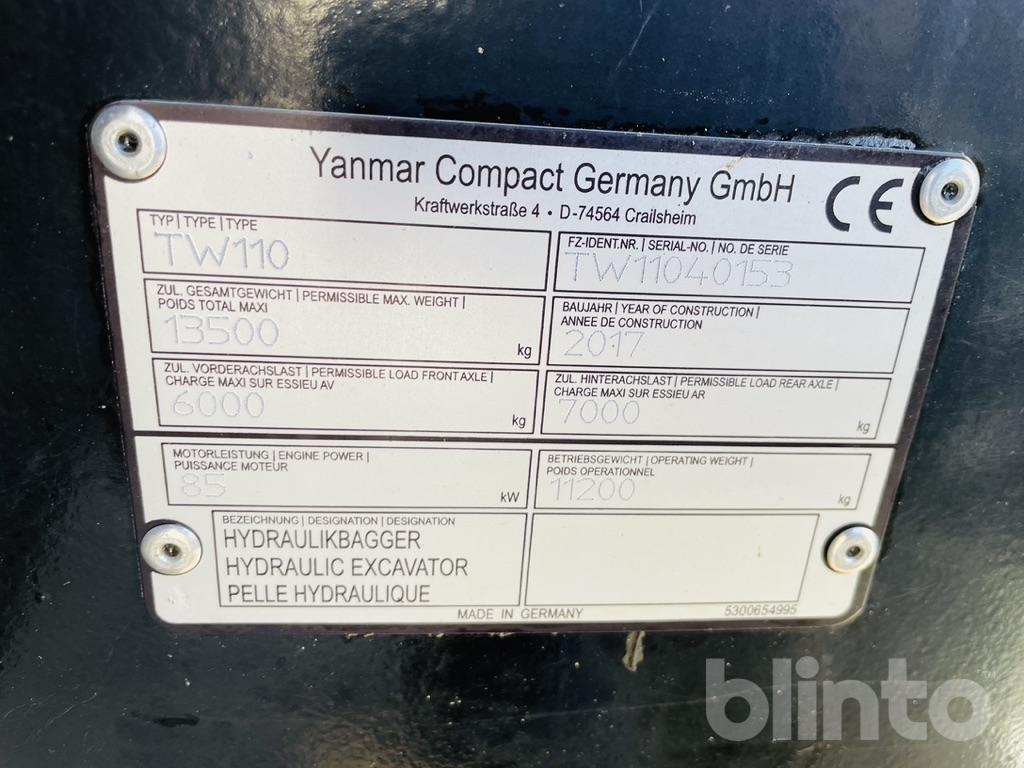 Yanmar Compact Germany GmbH
Kraftwerkstraße 4 • D-74564 Crailsheim
CE
TYP | TYPE | TYPE
TW110
FZ-IDENT.NR. | SERIAL-NO. | NO. DE SERIE
TW11040153
ZUL. GESAMTGEWICHT | PERMISSIBLE MAX. WEIGHT |
POIDS TOTAL MAXI
13500
kg
BAUJAHR | YEAR OF CONSTRUCTION |
ANNEE DE CONSTRUCTION
2017
ZUL. VORDERACHSLAST | PERMISSIBLE LOAD FRONT AXLE |
CHARGE MAXI SUR ESSIEU AV
6000
kg
ZUL. HINTERACHSLAST | PERMISSIBLE LOAD REAR AXLE |
CHARGE MAXI SUR ESSIEU AR
7000
kg
MOTORLEISTUNG | ENGINE POWER |
PUISSANCE MOTEUR
85
kW
BETRIEBSGEWICHT | OPERATING WEIGHT |
POIDS OPERATIONNEL
11200
kg
BEZEICHNUNG | DESIGNATION | DESIGNATION
HYDRAULIKBAGGER
HYDRAULIC EXCAVATOR
PELLE HYDRAULIQUE
MADE IN GERMANY
5300654995
blinto